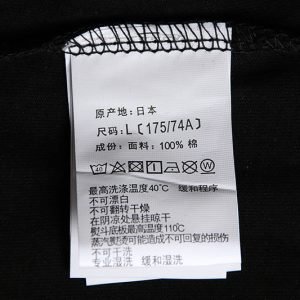 原产地:日本
尺码:L〔175/74A〕
成份:面料:100% 棉
最高洗涤温度40℃ 缓和程序
不可漂白
不可翻转干燥
在阴凉处悬挂晾干
熨斗底板最高温度110℃
蒸汽熨烫可能造成不可回复的损伤
不可干洗
专业湿洗 缓和湿洗